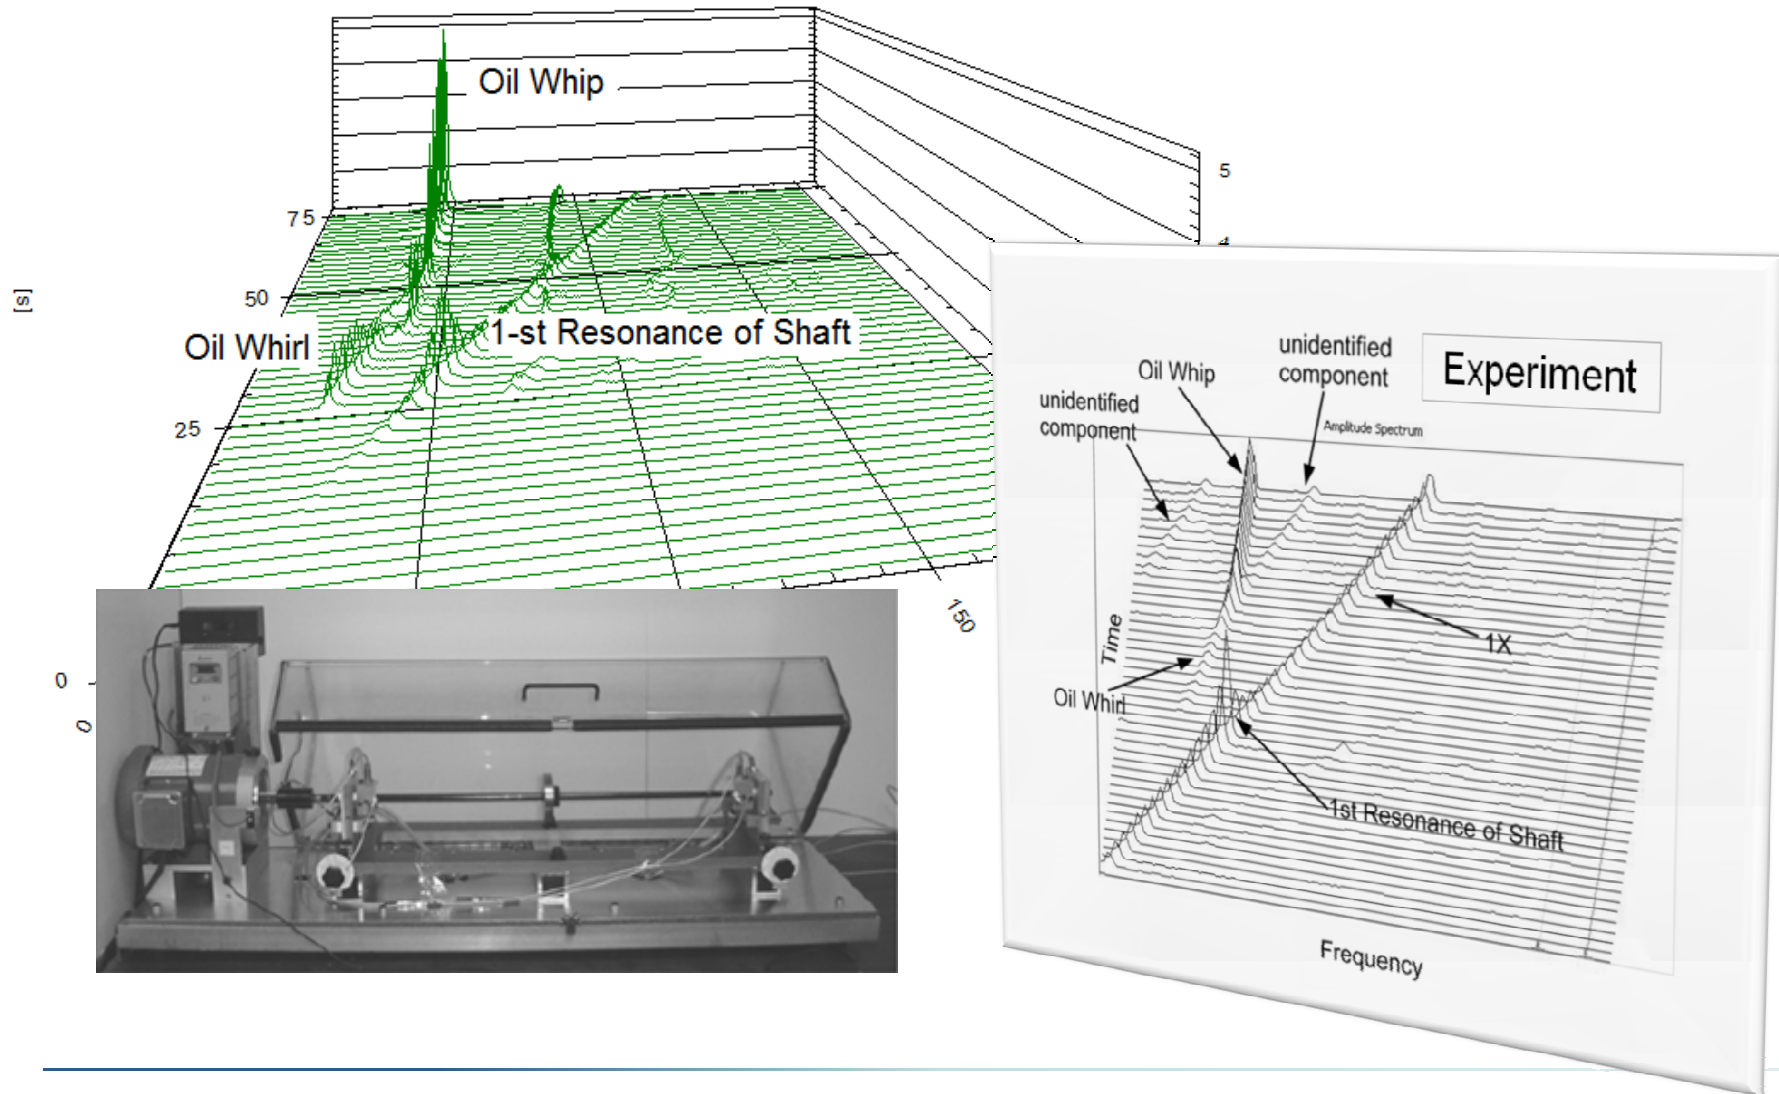 Oil Whip
5
4
75
[s]
50
Oil Whirl
1-st Resonance of Shaft
25
150
0
0
Experiment
unidentified
component
Oil Whip
unidentified
component
Amplitude Spectrum
Time
1X
Oil Whirl
1st Resonance of Shaft
Frequency